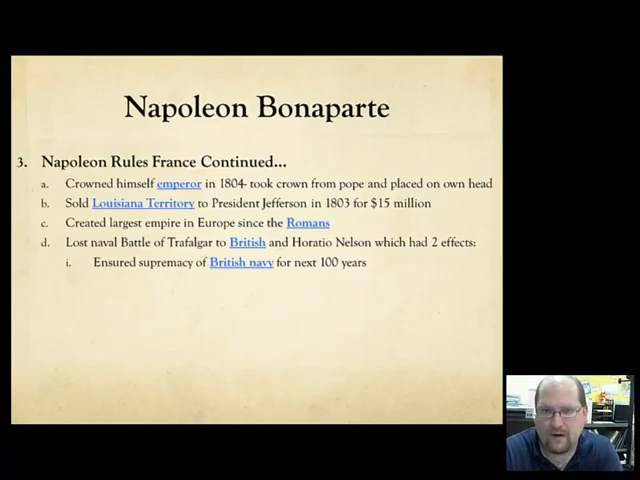 Napoleon Bonaparte
3. Napoleon Rules France Continued...
a. Crowned himself emperor in 1804- took crown from pope and placed on own head
b. Sold Louisiana Territory to President Jefferson in 1803 for $15 million
c. Created largest empire in Europe since the Romans
d. Lost naval Battle of Trafalgar to British and Horatio Nelson which had 2 effects:
i. Ensured supremacy of British navy for next 100 years